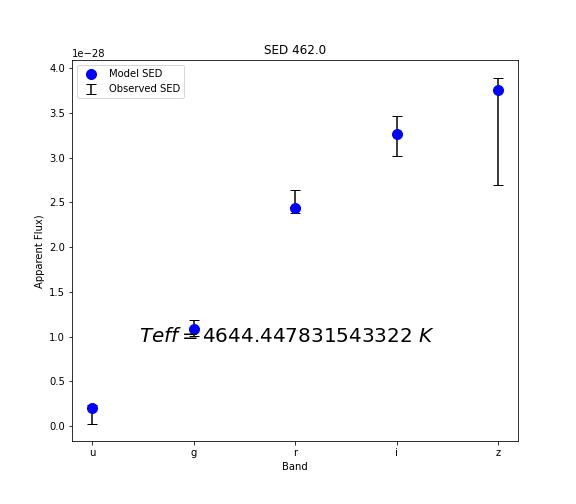 SED 462.0
1e−28
Model SED
Observed SED
4.0
3.5
3.0
2.5
2.0
1.5
1.0
0.5
0.0
Apparent Flux)
Teff = 4644.447831543322 K
u g r i z
Band